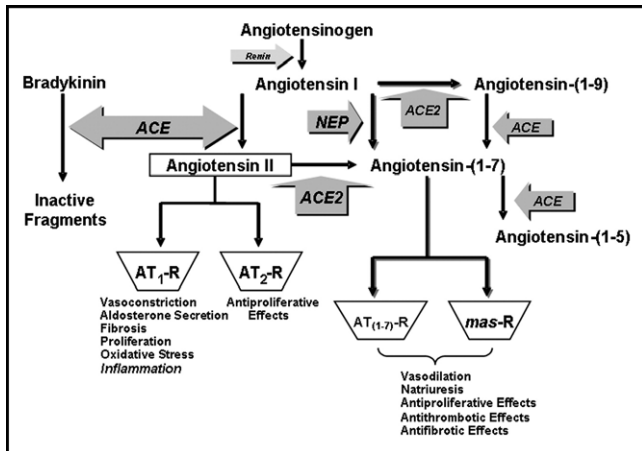 Angiotensinogen
Renin
Bradykinin
Angiotensin I
Angiotensin-(1-9)
ACE
NEP
ACE2
ACE
Angiotensin II
Angiotensin-(1-7)
Inactive
Fragments
ACE2
ACE
Angiotensin-(1-5)
AT1-R
AT2-R
Vasoconstriction
Aldosterone Secretion
Fibrosis
Proliferation
Oxidative Stress
Inflammation
Antiproliferative
Effects
AT(1-7)-R
mas-R
Vasodilation
Natriuresis
Antiproliferative Effects
Antithrombotic Effects
Antifibrotic Effects